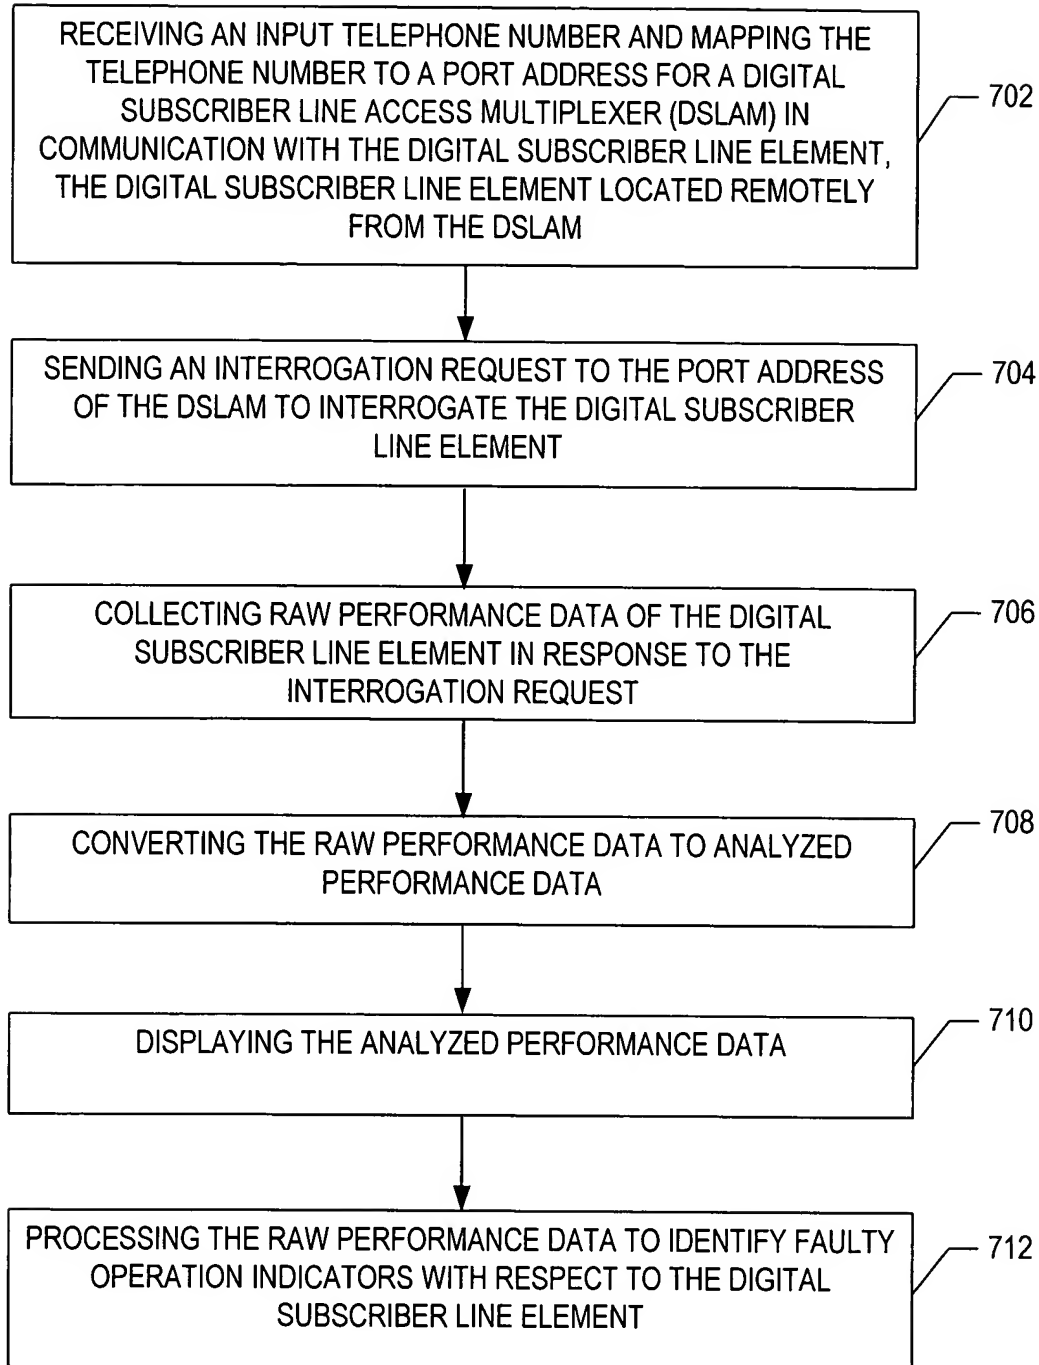 RECEIVING AN INPUT TELEPHONE NUMBER AND MAPPING THE
TELEPHONE NUMBER TO A PORT ADDRESS FOR A DIGITAL
SUBSCRIBER LINE ACCESS MULTIPLEXER (DSLAM) IN
COMMUNICATION WITH THE DIGITAL SUBSCRIBER LINE ELEMENT,
THE DIGITAL SUBSCRIBER LINE ELEMENT LOCATED REMOTELY
FROM THE DSLAM
702
SENDING AN INTERROGATION REQUEST TO THE PORT ADDRESS
OF THE DSLAM TO INTERROGATE THE DIGITAL SUBSCRIBER
LINE ELEMENT
704
COLLECTING RAW PERFORMANCE DATA OF THE DIGITAL
SUBSCRIBER LINE ELEMENT IN RESPONSE TO THE
INTERROGATION REQUEST
706
CONVERTING THE RAW PERFORMANCE DATA TO ANALYZED
PERFORMANCE DATA
708
DISPLAYING THE ANALYZED PERFORMANCE DATA
710
PROCESSING THE RAW PERFORMANCE DATA TO IDENTIFY FAULTY
OPERATION INDICATORS WITH RESPECT TO THE DIGITAL
SUBSCRIBER LINE ELEMENT
712